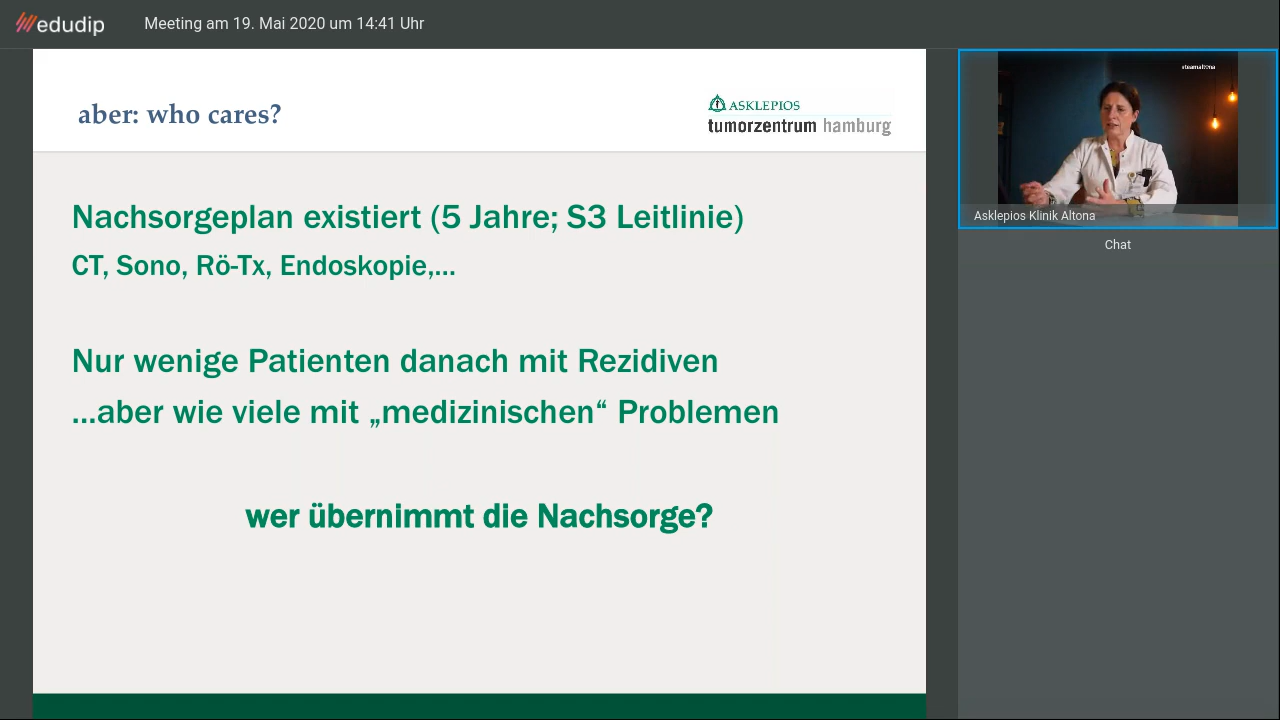 edudip
Meeting am 19. Mai 2020 um 14:41 Uhr
aber: who cares?
ASKLEPIOS
tumorzentrum hamburg
Nachsorgeplan existiert (5 Jahre; S3 Leitlinie)
CT, Sono, Rö-Tx, Endoskopie,...
Nur wenige Patienten danach mit Rezidiven
...aber wie viele mit „medizinischen“ Problemen
wer übernimmt die Nachsorge?
#teamaltona
Asklepios Klinik Altona
Chat